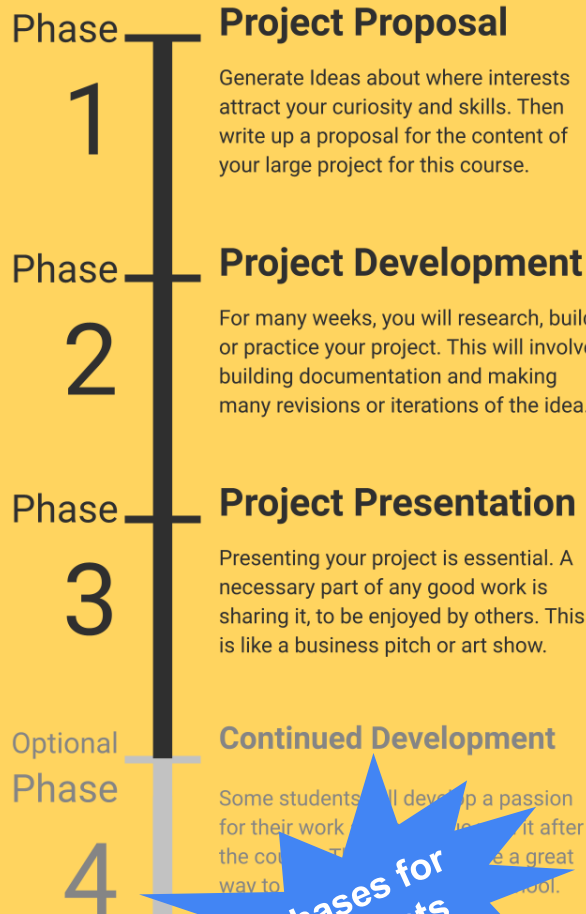 Phase
1
Project Proposal
Generate Ideas about where interests
attract your curiosity and skills. Then
write up a proposal for the content of
your large project for this course.
Phase
2
Project Development
For many weeks, you will research,
or practice your project. This will
building documentation and making
many revisions or iterations of the idea.
Phase
3
Project Presentation
Presenting your project is essential. A
necessary part of any good work is
sharing it, to be enjoyed by others. This
is like a business pitch or art show.
Optional
Phase
4
Continued Development
Some students a passion
for their work it after
the a great
way to
for